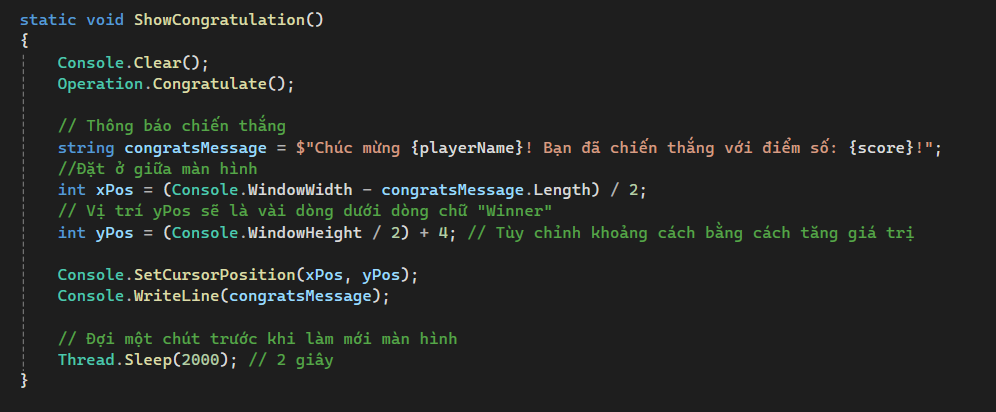 static void ShowCongratulation()
{
    Console.Clear();
    Operation.Congratulate();

    // Thông báo chiến thắng
    string congratsMessage = $"Chúc mừng {playerName}! Bạn đã chiến thắng với điểm số: {score}!";
    //Đặt ở giữa màn hình
    int xPos = (Console.WindowWidth - congratsMessage.Length) / 2;
    // Vị trí yPos sẽ là vài dòng dưới dòng chữ "Winner"
    int yPos = (Console.WindowHeight / 2) + 4; // Tùy chỉnh khoảng cách bằng cách tăng giá trị

    Console.SetCursorPosition(xPos, yPos);
    Console.WriteLine(congratsMessage);

    // Đợi một chút trước khi làm mới màn hình
    Thread.Sleep(2000); // 2 giây
}